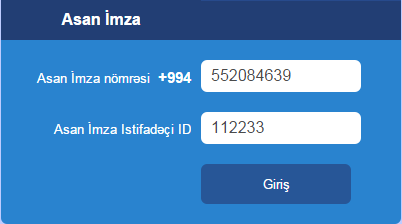 Asan İmza
Asan İmza nömrəsi +994 552084639
Asan İmza Istifadəçi ID 112233
Giriş